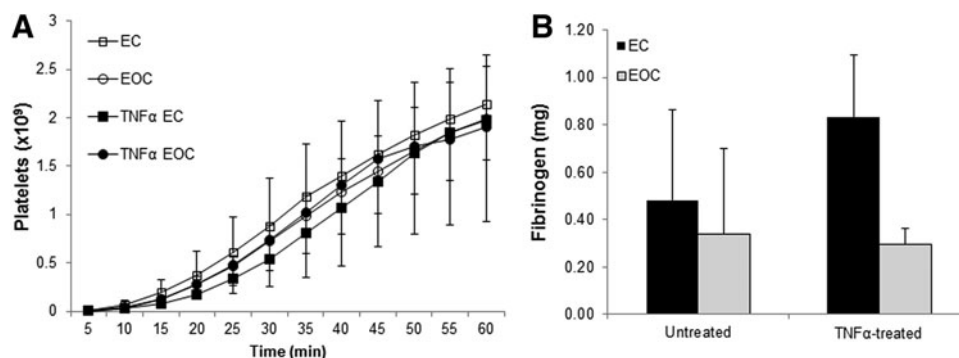 A
EC
EOC
TNFα EC
TNFα EOC
Platelets (x10⁹)
3
2.5
2
1.5
1
0.5
0
5 10 15 20 25 30 35 40 45 50 55 60
Time (min)
B
EC
EOC
Fibrinogen (mg)
1.20
1.00
0.80
0.60
0.40
0.20
0.00
Untreated TNFα-treated